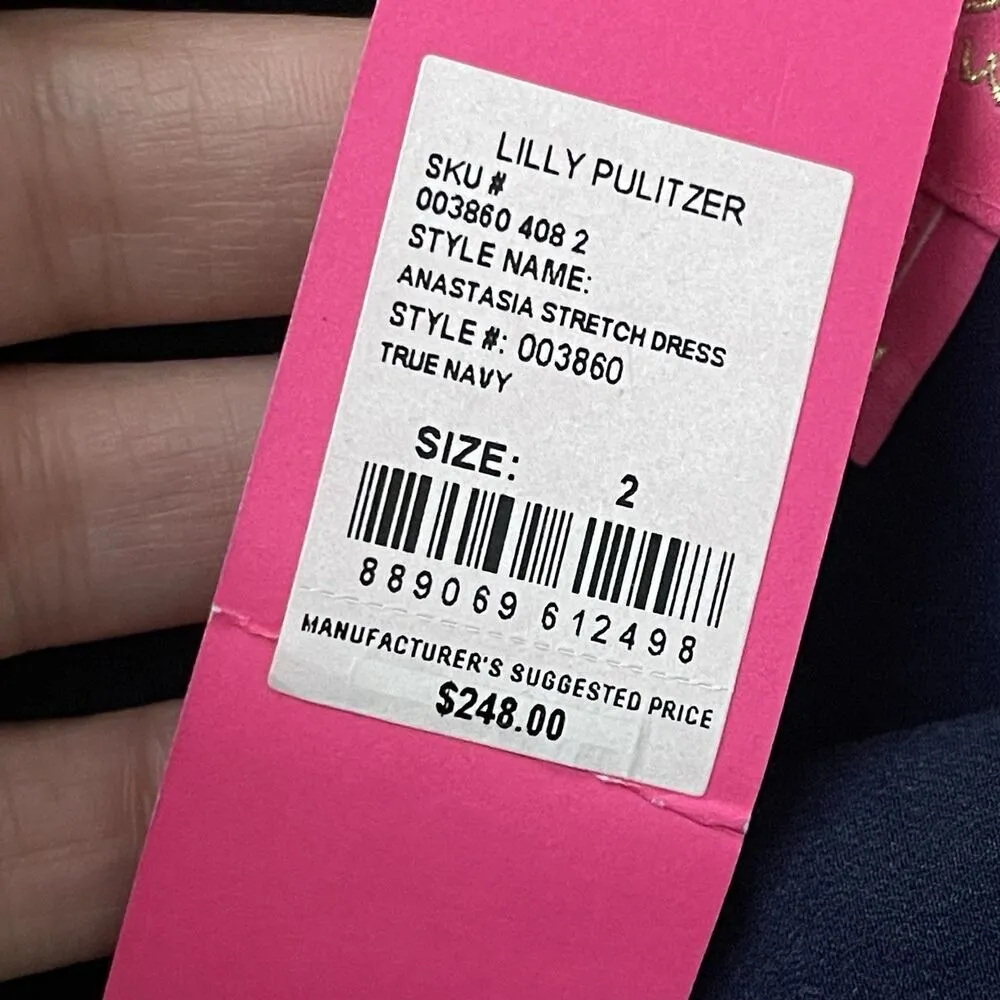 LILLY PULITZER
SKU #
003860 408 2
STYLE NAME:
ANASTASIA STRETCH DRESS
STYLE #: 003860
TRUE NAVY
SIZE: 2
889069 612498
MANUFACTURER'S SUGGESTED PRICE
$248.00